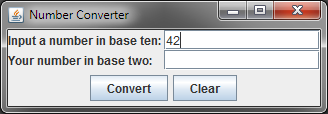 Number Converter
Input a number in base ten: 42
Your number in base two:
Convert Clear